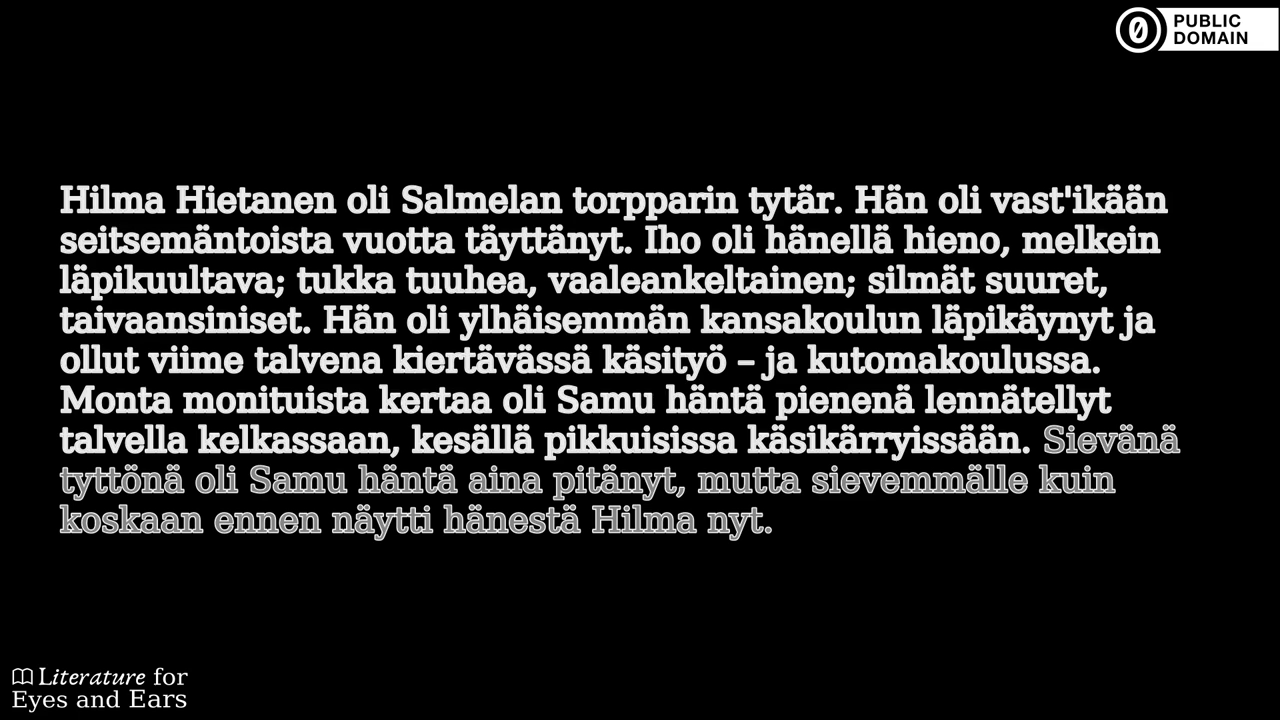 PUBLIC
DOMAIN
Hilma Hietanen oli Salmelan torpparin tytär. Hän oli vast'ikään
seitsemäntoista vuotta täyttänyt. Iho oli hänellä hieno, melkein
läpikuultava; tukka tuuhea, vaaleankeltainen; silmät suuret,
taivaansiniset. Hän oli ylhäisemmän kansakoulun läpikäynyt ja
ollut viime talvena kiertävässä käsityö – ja kutomakoulussa.
Monta monituista kertaa oli Samu häntä pienenä lennätellyt
talvella kelkassaan, kesällä pikkuisissa käsikärryissään. Sievänä
tyttönä oli Samu häntä aina pitänyt, mutta sievemmälle kuin
koskaan ennen näytti hänestä Hilma nyt.
Literature for
Eyes and Ears